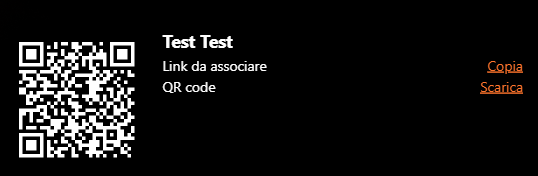 Test Test
Link da associare Copia
QR code Scarica